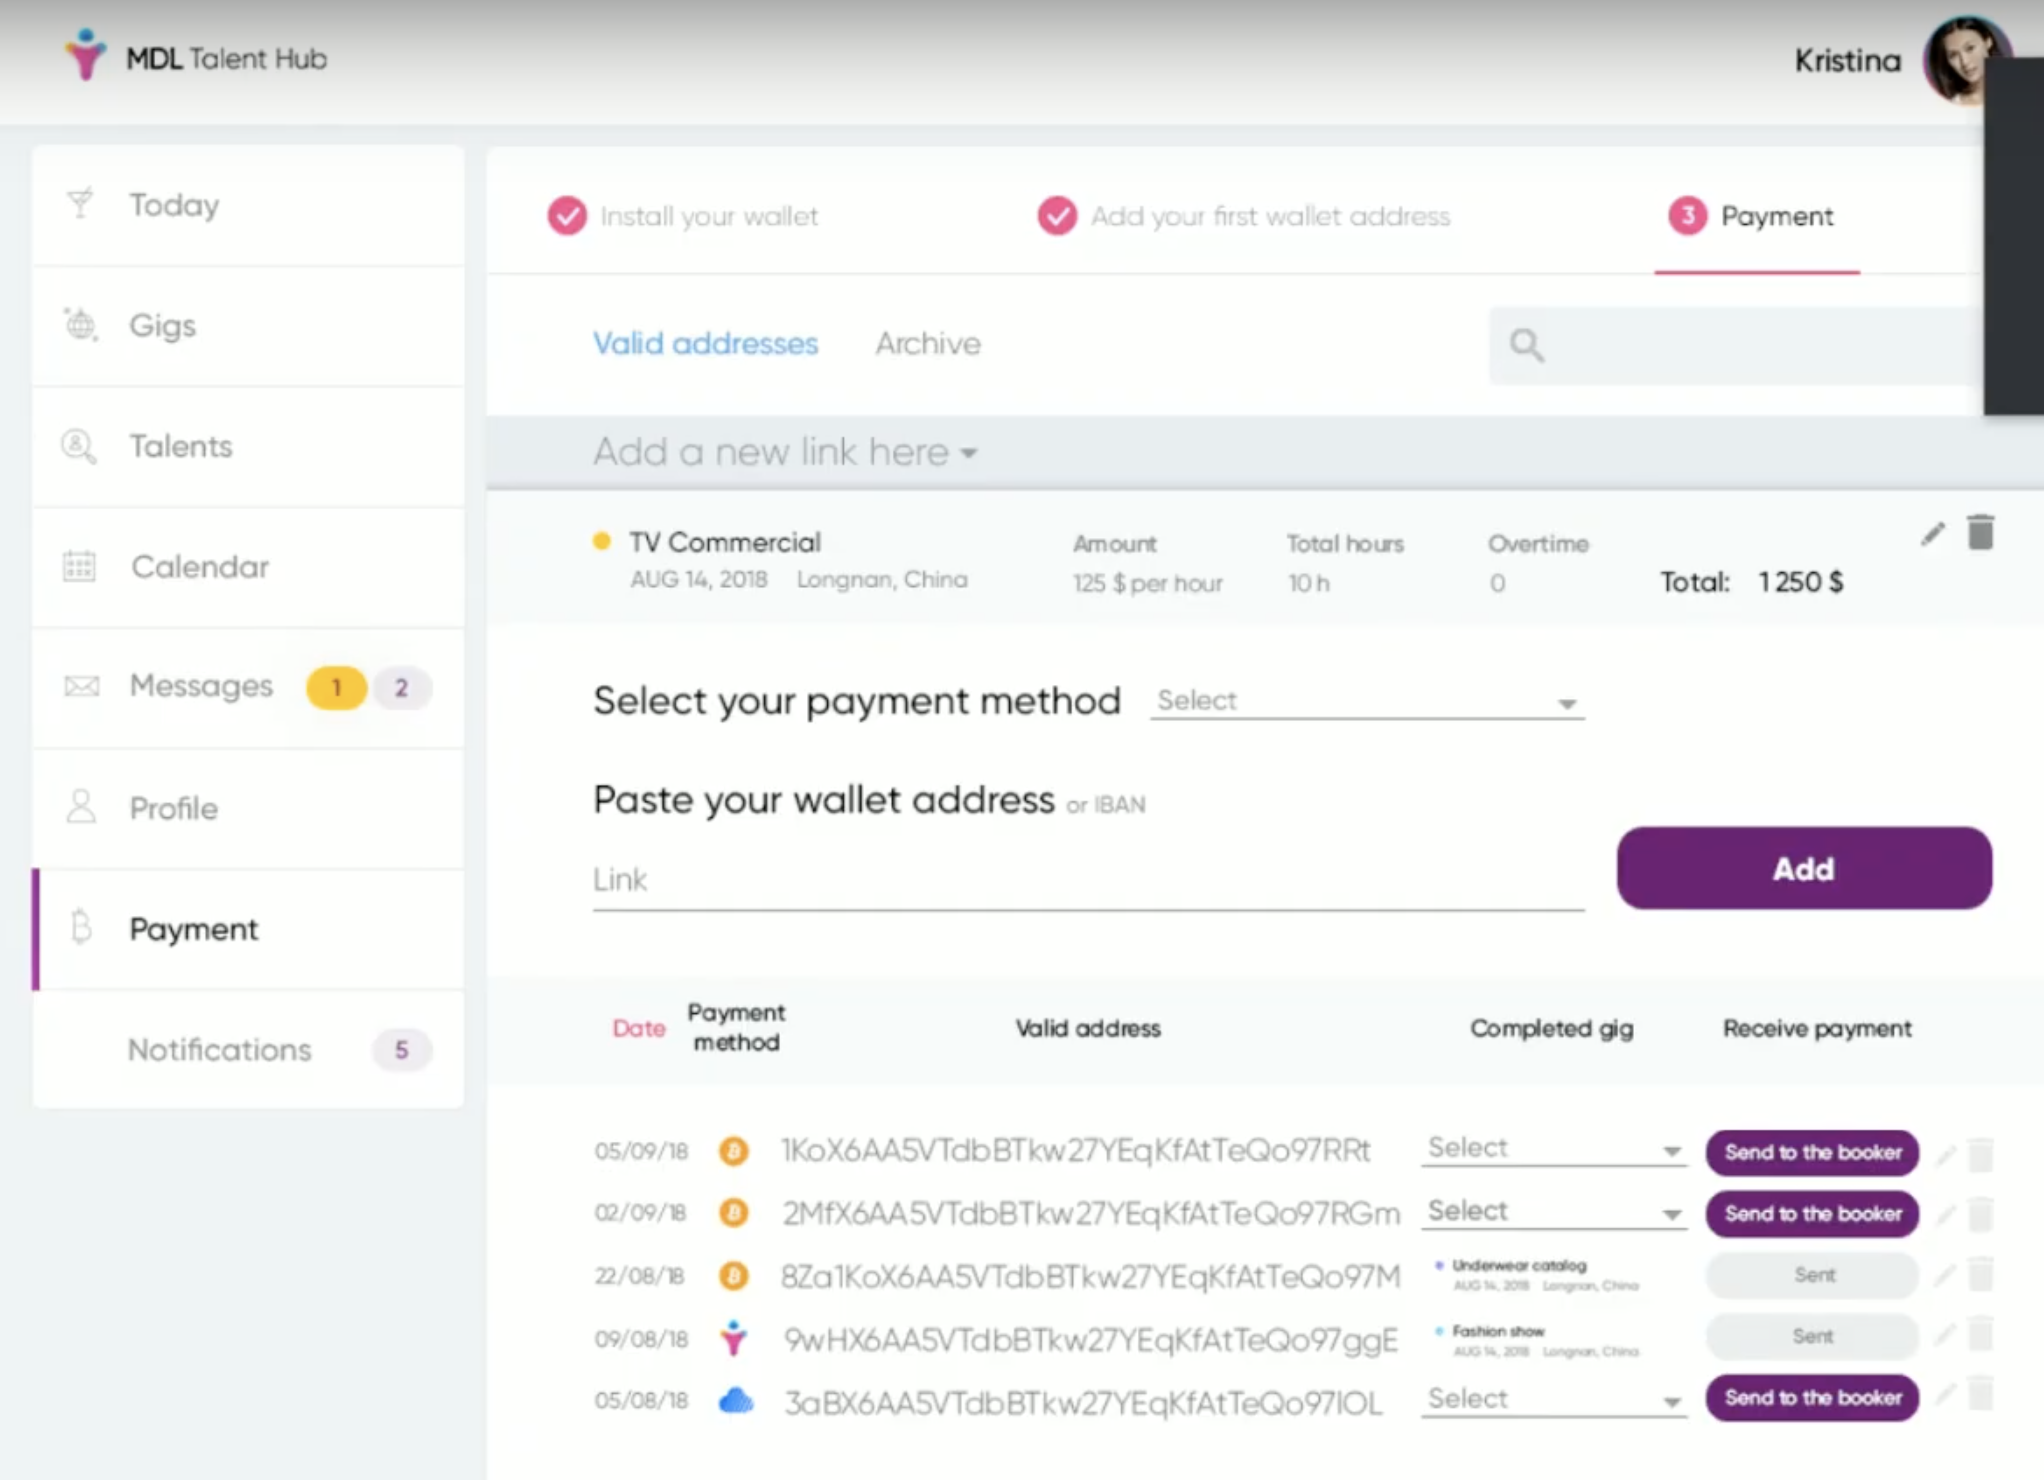 MDL Talent Hub
Kristina
Today
Gigs
Talents
Calendar
Messages 1 2
Profile
Payment
Notifications 5
Install your wallet
Add your first wallet address
3 Payment
Valid addresses Archive
Add a new link here
TV Commercial
AUG 14, 2018 Longnan, China
Amount
125 $ per hour
Total hours
10 h
Overtime
0
Total: 1 250 $
Select your payment method Select
Paste your wallet address or IBAN
Link
Add
Date
Payment
method
Valid address
Completed gig
Receive payment
05/09/18 1KoX6AA5VTdbBTkw27YEqKfAtTeQo97RRt Select Send to the booker
02/09/18 2MfX6AA5VTdbBTkw27YEqKfAtTeQo97RGm Select Send to the booker
22/08/18 8Za1KoX6AA5VTdbBTkw27YEqKfAtTeQo97M Underwear catalog Sent
AUG 14, 2018 Longnan, China
09/08/18 9wHX6AA5VTdbBTkw27YEqKfAtTeQo97ggE Fashion show Sent
AUG 14, 2018 Longnan, China
05/08/18 3aBX6AA5VTdbBTkw27YEqKfAtTeQo97IOL Select Send to the booker